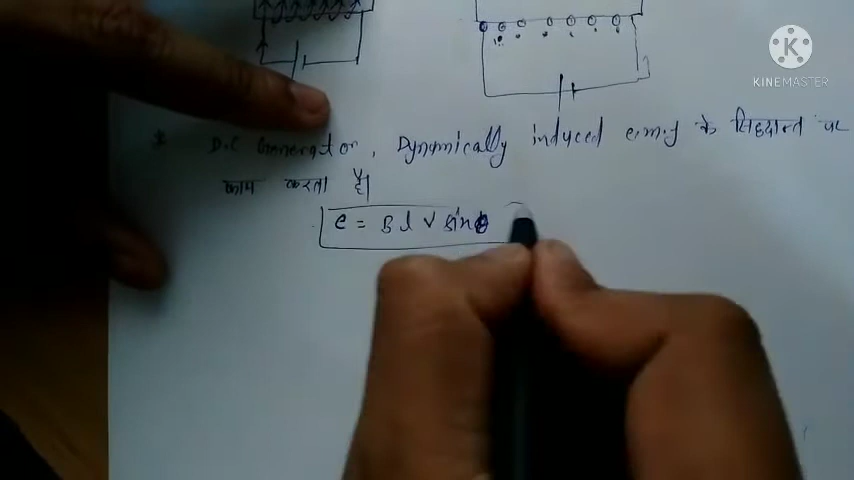 KINEMASTER
* D.C Generator, Dynamically induced e.m.f के सिद्धान्त पर
काम करता है।
e = B l v sinθ